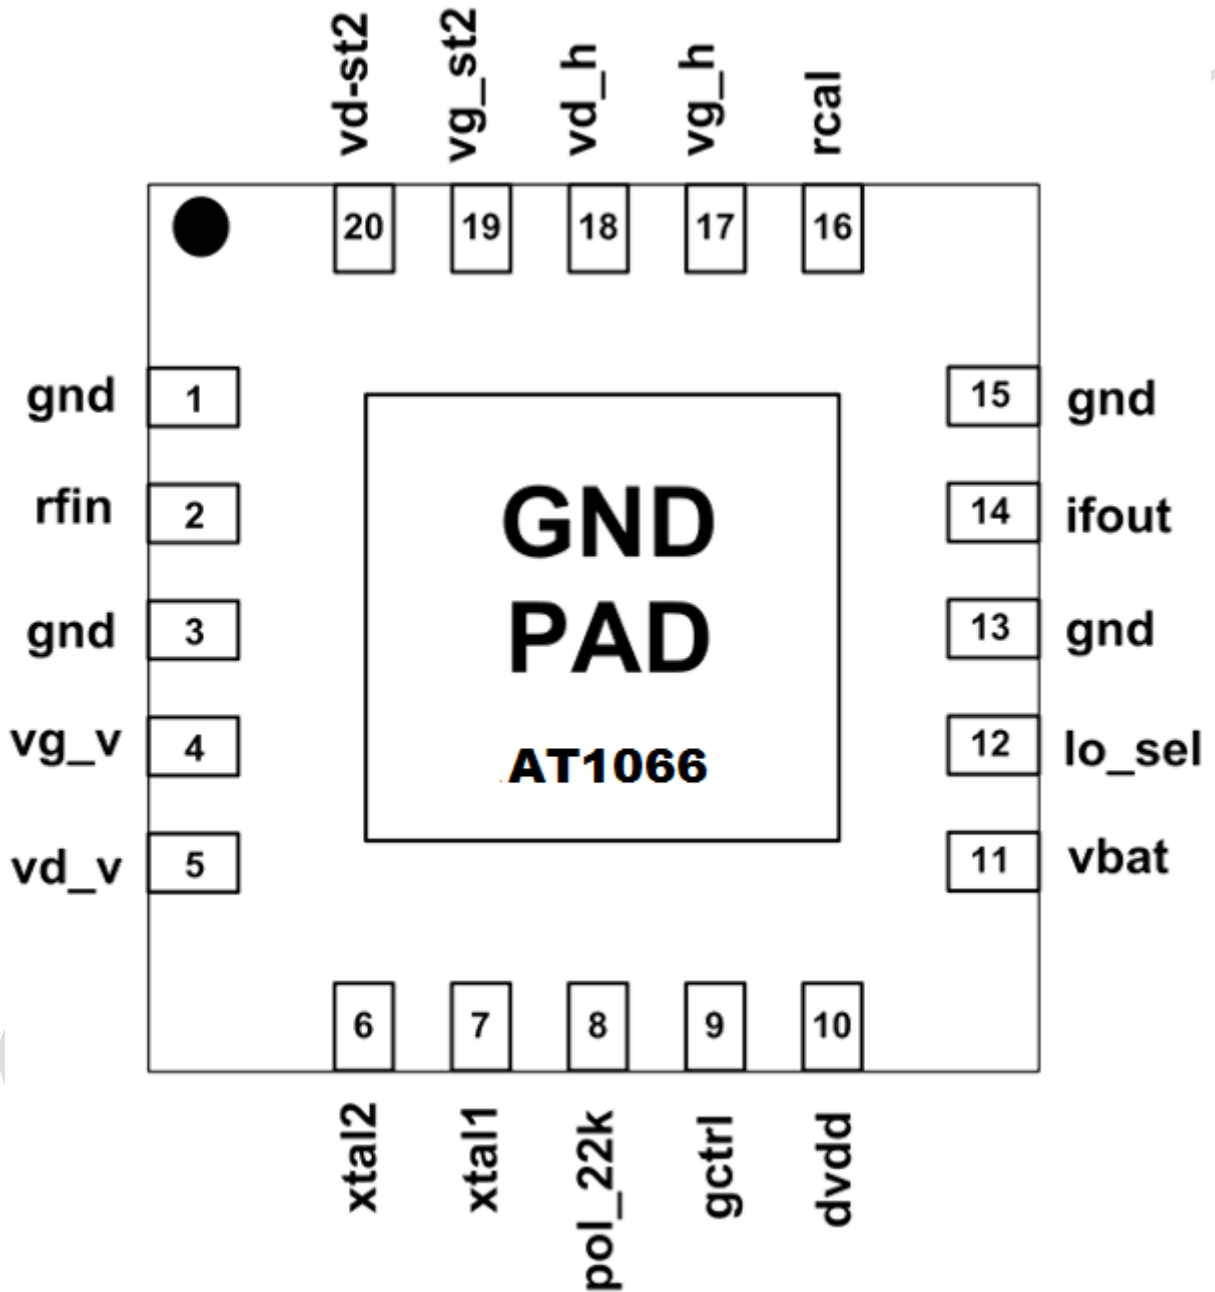 vd-st2
vg_st2
vd_h
vg_h
rcal
20
19
18
17
16
gnd
1
rfin
2
gnd
3
vg_v
4
vd_v
5
GND
PAD
AT1066
15
gnd
14
ifout
13
gnd
12
lo_sel
11
vbat
6
7
8
9
10
xtal2
xtal1
pol_22k
gctrl
dvdd